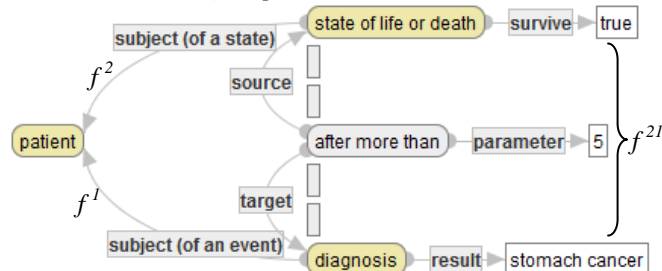 state of life or death survive true
subject (of a state)
f²
source
patient after more than parameter 5 f²¹
f¹
target
subject (of an event)
diagnosis result stomach cancer